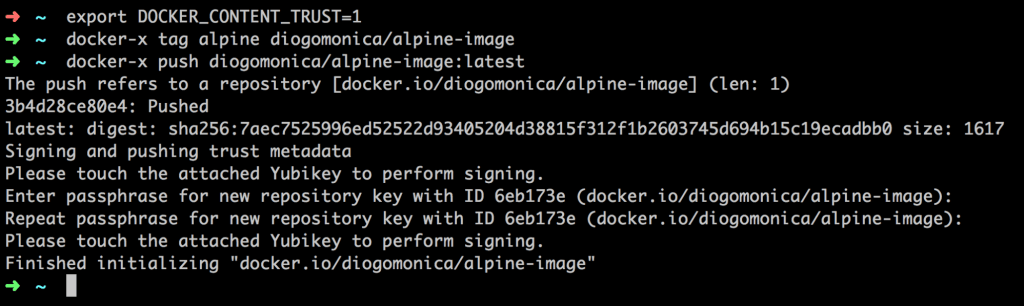 ➜ ~ export DOCKER_CONTENT_TRUST=1
➜ ~ docker-x tag alpine diogomonica/alpine-image
➜ ~ docker-x push diogomonica/alpine-image:latest
The push refers to a repository [docker.io/diogomonica/alpine-image] (len: 1)
3b4d28ce80e4: Pushed
latest: digest: sha256:7aec7525996ed52522d93405204d38815f312f1b2603745d694b15c19ecadbb0 size: 1617
Signing and pushing trust metadata
Please touch the attached Yubikey to perform signing.
Enter passphrase for new repository key with ID 6eb173e (docker.io/diogomonica/alpine-image):
Repeat passphrase for new repository key with ID 6eb173e (docker.io/diogomonica/alpine-image):
Please touch the attached Yubikey to perform signing.
Finished initializing "docker.io/diogomonica/alpine-image"
➜ ~